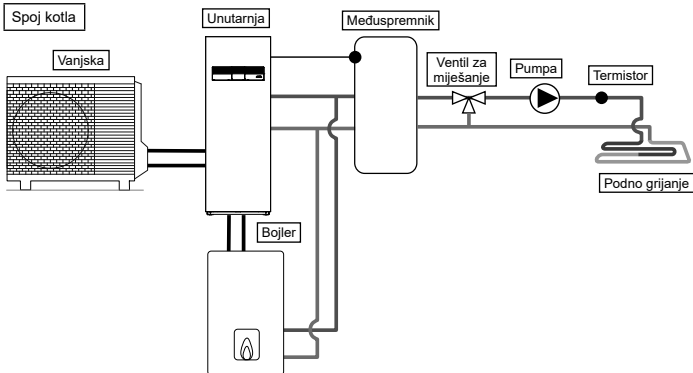 Spoj kotla
Unutarnja
Međuspremnik
Vanjska
Ventil za
miješanje
Pumpa
Termistor
Podno grijanje
Bojler